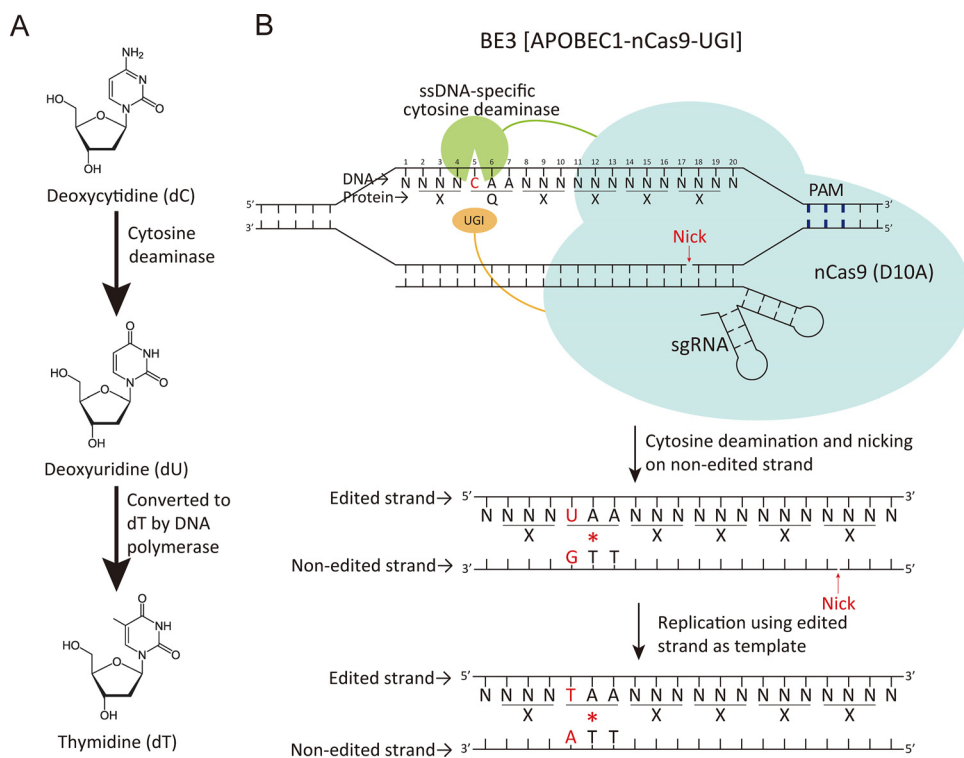 A
NH2
N
HO
N
O
O
OH
Deoxycytidine (dC)
Cytosine
deaminase
O
NH
HO
N
O
O
OH
Deoxyuridine (dU)
Converted to
dT by DNA
polymerase
O
NH
HO
N
O
O
OH
Thymidine (dT)
B
BE3 [APOBEC1-nCas9-UGI]
ssDNA-specific
cytosine deaminase
1 2 3 4 5 6 7 8 9 10 11 12 13 14 15 16 17 18 19 20
DNA→ N N N N C A A N N N N N N N N N N N N N
Protein→ X Q X X X X
PAM
5′ 3′
3′ 5′
UGI
Nick
nCas9 (D10A)
sgRNA
Cytosine deamination and nicking
on non-edited strand
Edited strand→ 5′ 3′
N N N N U A A N N N N N N N N N N N N N
X * X X X X
G T T
Non-edited strand→ 3′ 5′
Nick
Replication using edited
strand as template
Edited strand→ 5′ 3′
N N N N T A A N N N N N N N N N N N N N
X * X X X X
A T T
Non-edited strand→ 3′ 5′